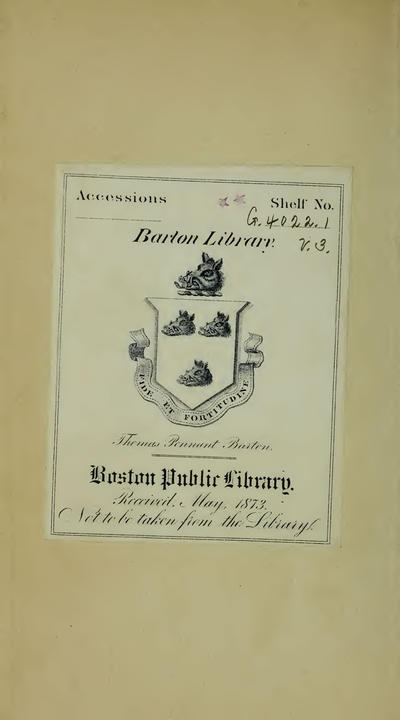 Accessions
Shelf No.
G. 4022.1
Barton Library.
V. 3.
FIDE ET FORTITUDINE
Thomas Pennant Barton.
Boston Public Library.
Received, May, 1873.
Not to be taken from the Library!